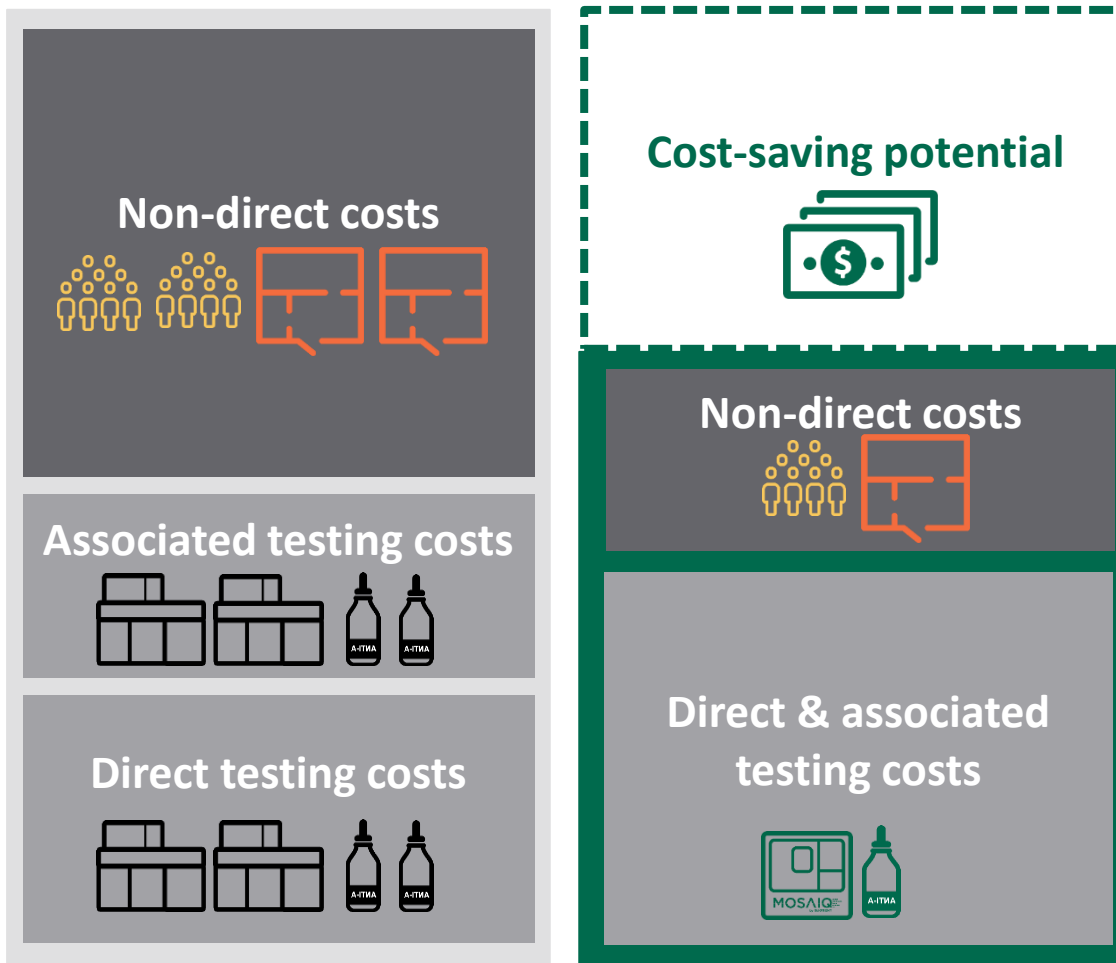 Non-direct costs
Associated testing costs
A-ITNA
A-ITNA
Direct testing costs
A-ITNA
A-ITNA
Cost-saving potential
$
Non-direct costs
Direct & associated
testing costs
MOSAIQ
A-ITNA